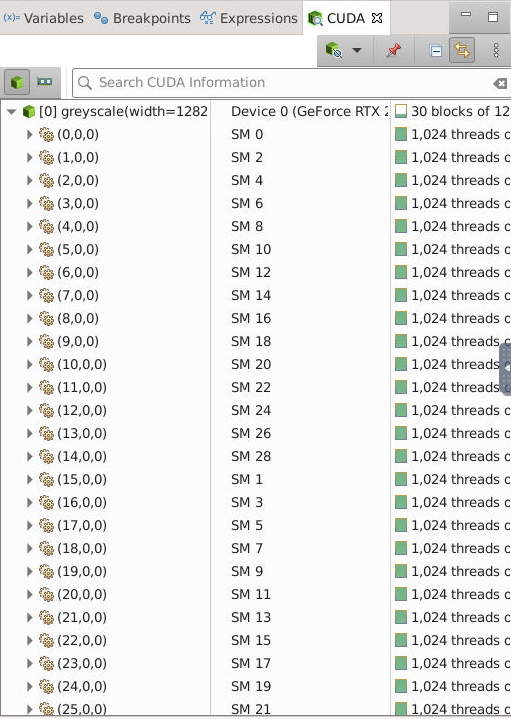 (x)= Variables Breakpoints Expressions CUDA
Search CUDA Information
[0] greyscale(width=1282 Device 0 (GeForce RTX 2 30 blocks of 12
(0,0,0) SM 0 1,024 threads o
(1,0,0) SM 2 1,024 threads o
(2,0,0) SM 4 1,024 threads o
(3,0,0) SM 6 1,024 threads o
(4,0,0) SM 8 1,024 threads o
(5,0,0) SM 10 1,024 threads o
(6,0,0) SM 12 1,024 threads o
(7,0,0) SM 14 1,024 threads o
(8,0,0) SM 16 1,024 threads o
(9,0,0) SM 18 1,024 threads o
(10,0,0) SM 20 1,024 threads o
(11,0,0) SM 22 1,024 threads o
(12,0,0) SM 24 1,024 threads o
(13,0,0) SM 26 1,024 threads o
(14,0,0) SM 28 1,024 threads o
(15,0,0) SM 1 1,024 threads o
(16,0,0) SM 3 1,024 threads o
(17,0,0) SM 5 1,024 threads o
(18,0,0) SM 7 1,024 threads o
(19,0,0) SM 9 1,024 threads o
(20,0,0) SM 11 1,024 threads o
(21,0,0) SM 13 1,024 threads o
(22,0,0) SM 15 1,024 threads o
(23,0,0) SM 17 1,024 threads o
(24,0,0) SM 19 1,024 threads o
(25,0,0) SM 21 1,024 threads o